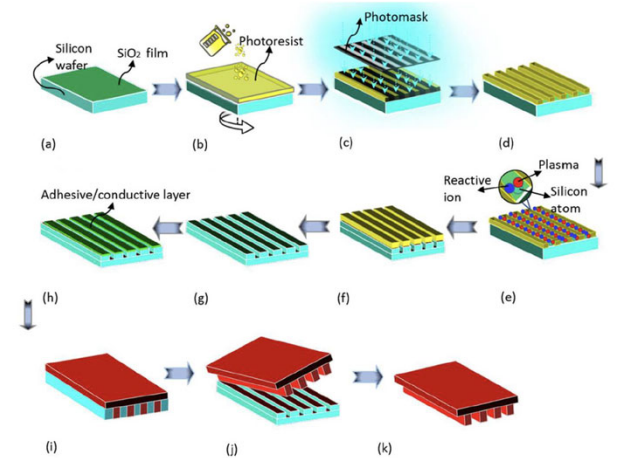 Photomask
Silicon
wafer
SiO₂ film
Photoresist
(a)
(b)
(c)
(d)
Plasma
Reactive
ion
Silicon
atom
Adhesive/conductive layer
(h)
(g)
(f)
(e)
(i)
(j)
(k)